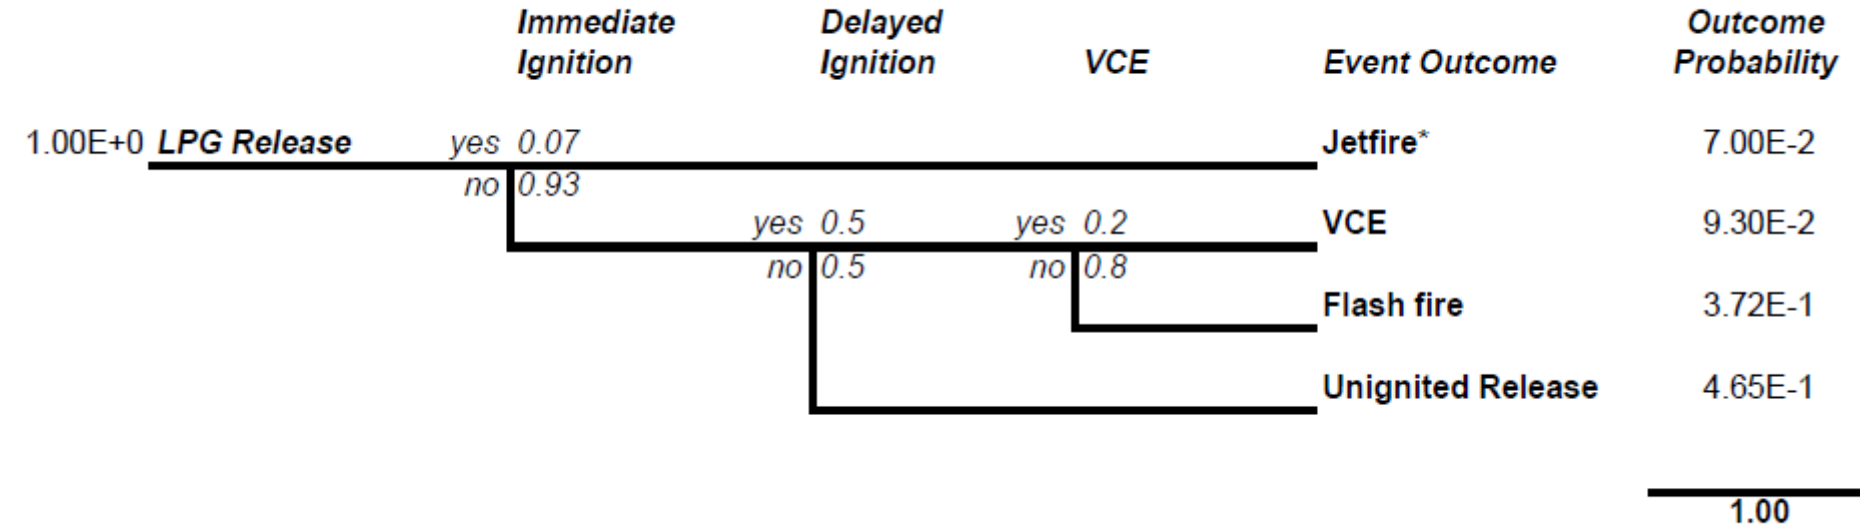 Immediate Delayed Outcome
Ignition Ignition VCE Event Outcome Probability
1.00E+0 LPG Release yes 0.07 Jetfire* 7.00E-2
no 0.93
yes 0.5 yes 0.2 VCE 9.30E-2
no 0.5 no 0.8
Flash fire 3.72E-1
Unignited Release 4.65E-1
1.00